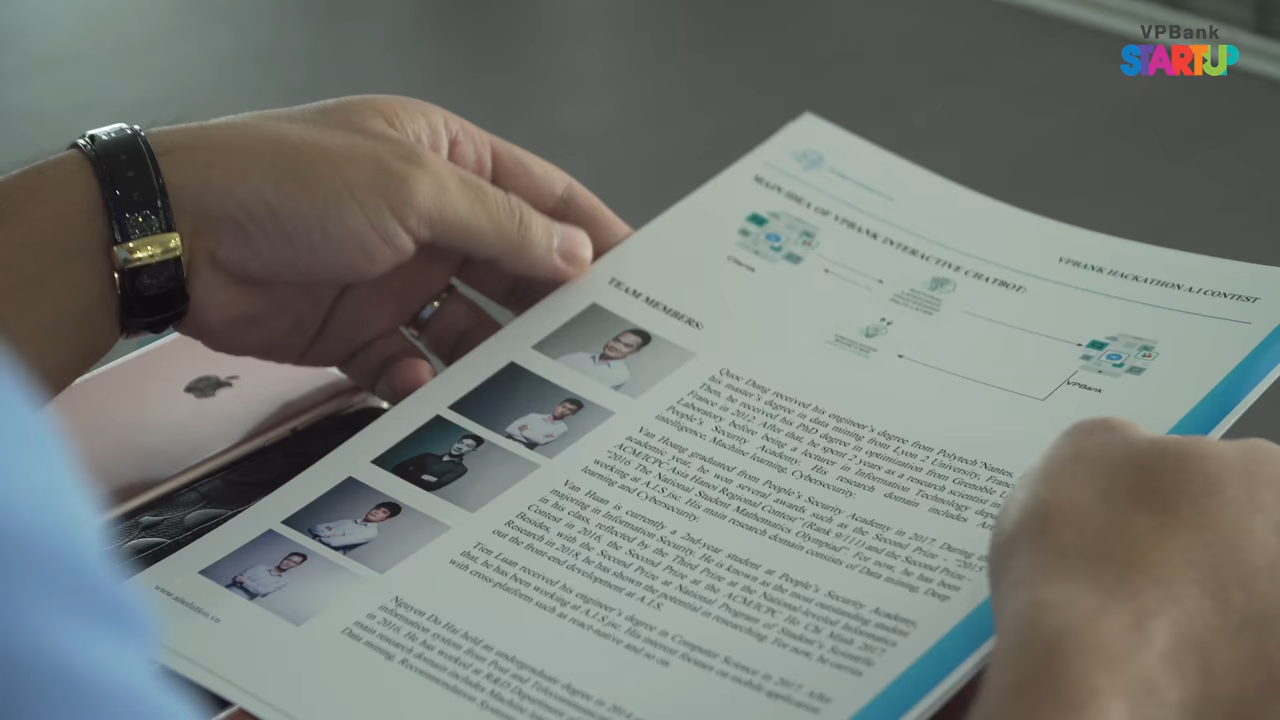 VPBank
STARTUP
VPBANK HACKATHON A.I CONTEST
MAIN IDEA OF VPBANK INTERACTIVE CHATBOT:
Clients
VPBank
TEAM MEMBERS:
Quoc Dung received his engineer's degree from Polytech Nantes,
his master's degree in data mining from Lyon 2 University, France.
Then, he received his PhD degree in optimization from Grenoble
France in 2012. After that, he spent 2 years as a research scientist in
Laboratory before being a lecturer in Information Technology
People's Security Academy. His research domain includes
intelligence, Machine learning, Cybersecurity.
Van Hoang graduated from People's Security Academy in 2017. During
academic year, he won several awards such as the Second Prize - "2015
ACM/ICPC Asia Hanoi Regional Contest" (Rank 9/111) and the Second Prize -
"2016 The National Student Mathematics Olympiad". For now, he has been
working at A.I.S jsc. His main research domain consists of Data mining, Deep
learning and Cybersecurity.
Van Huan is currently a 2nd-year student at People's Security Academy,
majoring in Information Security. He is known as the most outstanding student
in his class, reflected by the Third Prize at the National-leveled Informatics
Contest in 2016, the Second Prize at the ACM/ICPC Ho Chi Minh 2017.
Besides, with the Second Prize at National Program of Student's Scientific
Research in 2018, he has shown the potential in researching. For now, he carries
out the front-end development at A.I.S.
Tien Luan received his engineer's degree in Computer Science in 2017. After
that, he has been working at A.I.S jsc. His interest focuses on mobile application
with cross-platform such as react-native and so on.
Nguyen Do Hai hold an undergraduate degree in 2014
information system from Post and Telecommunication
in 2016. He has worked at R&D Department of
main research domain includes Machine learning
Data mining, Recommendation Systems
www.aisolution.vn